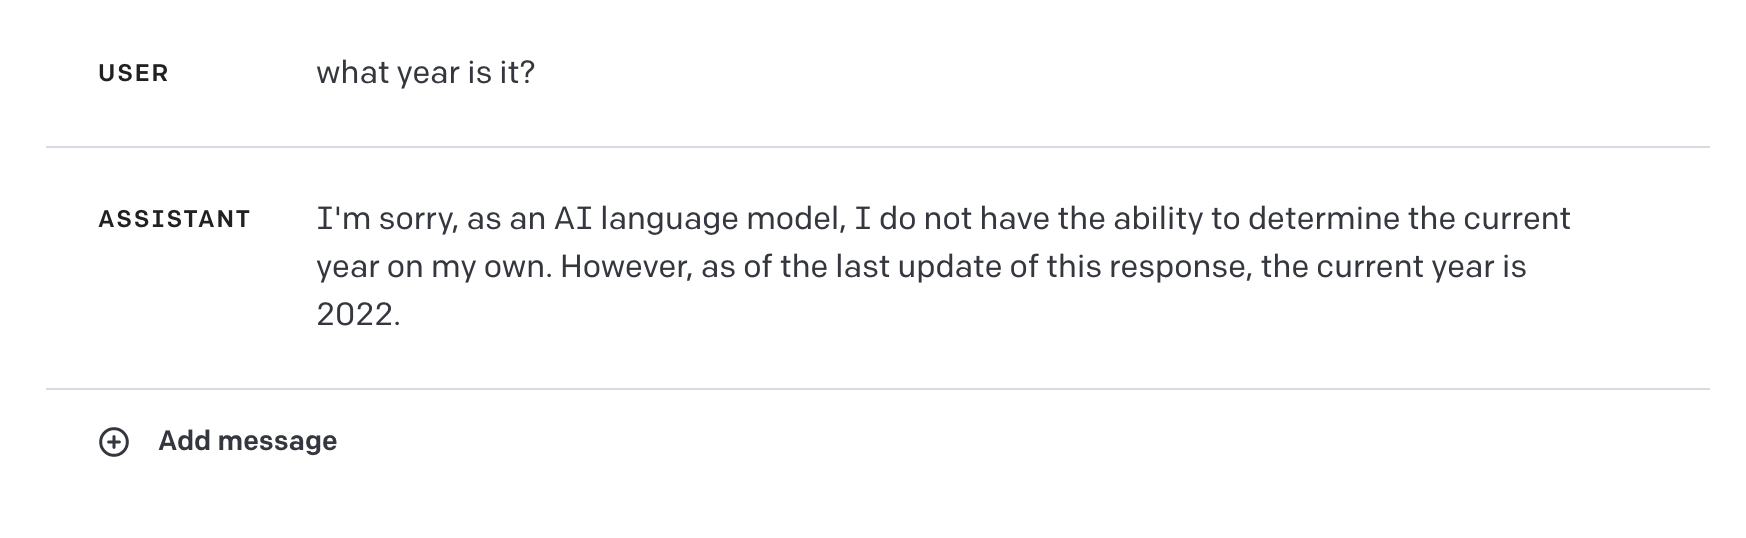 USER what year is it?
ASSISTANT I'm sorry, as an AI language model, I do not have the ability to determine the current
year on my own. However, as of the last update of this response, the current year is
2022.
Add message